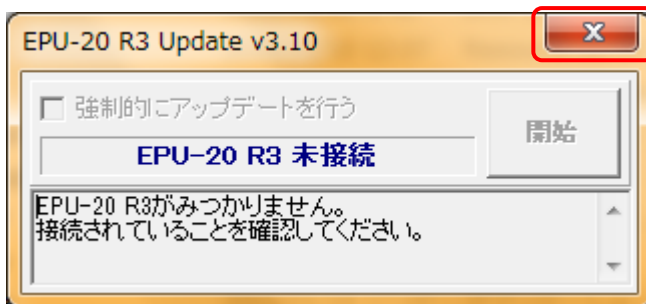 EPU-20 R3 Update v3.10
強制的にアップデートを行う
開始
EPU-20 R3 未接続
EPU-20 R3がみつかりません。
接続されていることを確認してください。